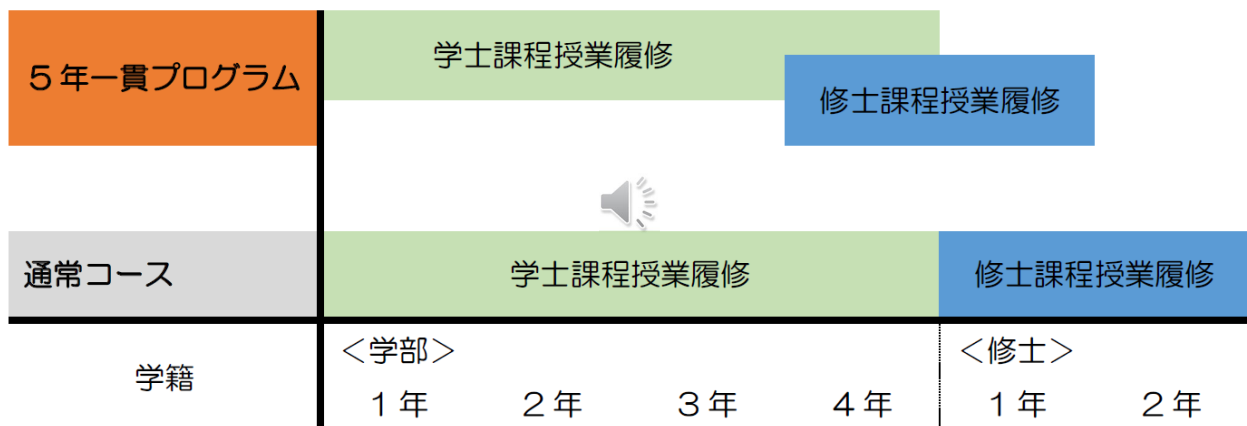 ５年一貫プログラム
学士課程授業履修
修士課程授業履修
通常コース
学士課程授業履修
修士課程授業履修
学籍
＜学部＞
＜修士＞
１年
２年
３年
４年
１年
２年